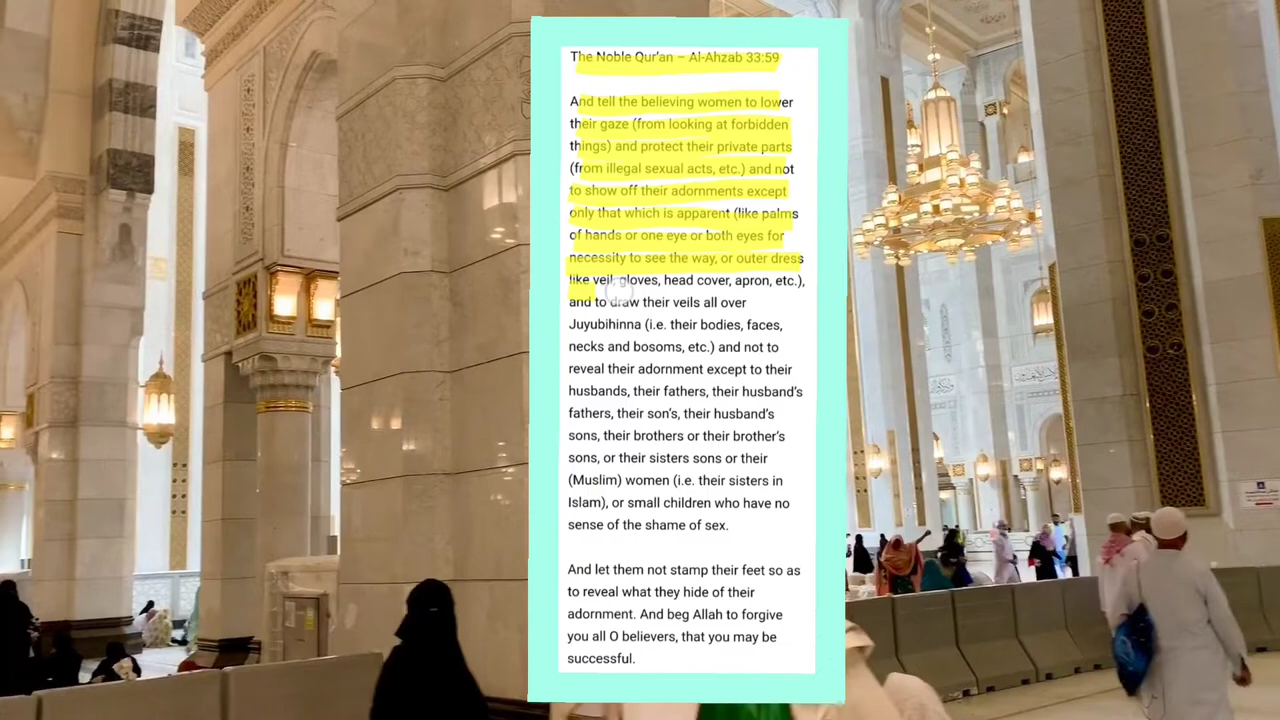 The Noble Qur'an – Al-Ahzab 33:59
And tell the believing women to lower
their gaze (from looking at forbidden
things) and protect their private parts
(from illegal sexual acts, etc.) and not
to show off their adornments except
only that which is apparent (like palms
of hands or one eye or both eyes for
necessity to see the way, or outer dress
like veil, gloves, head cover, apron, etc.),
and to draw their veils all over
Juyubihinna (i.e. their bodies, faces,
necks and bosoms, etc.) and not to
reveal their adornment except to their
husbands, their fathers, their husband's
fathers, their son's, their husband's
sons, their brothers or their brother's
sons, or their sisters sons or their
(Muslim) women (i.e. their sisters in
Islam), or small children who have no
sense of the shame of sex.
And let them not stamp their feet so as
to reveal what they hide of their
adornment. And beg Allah to forgive
you all O believers, that you may be
successful.